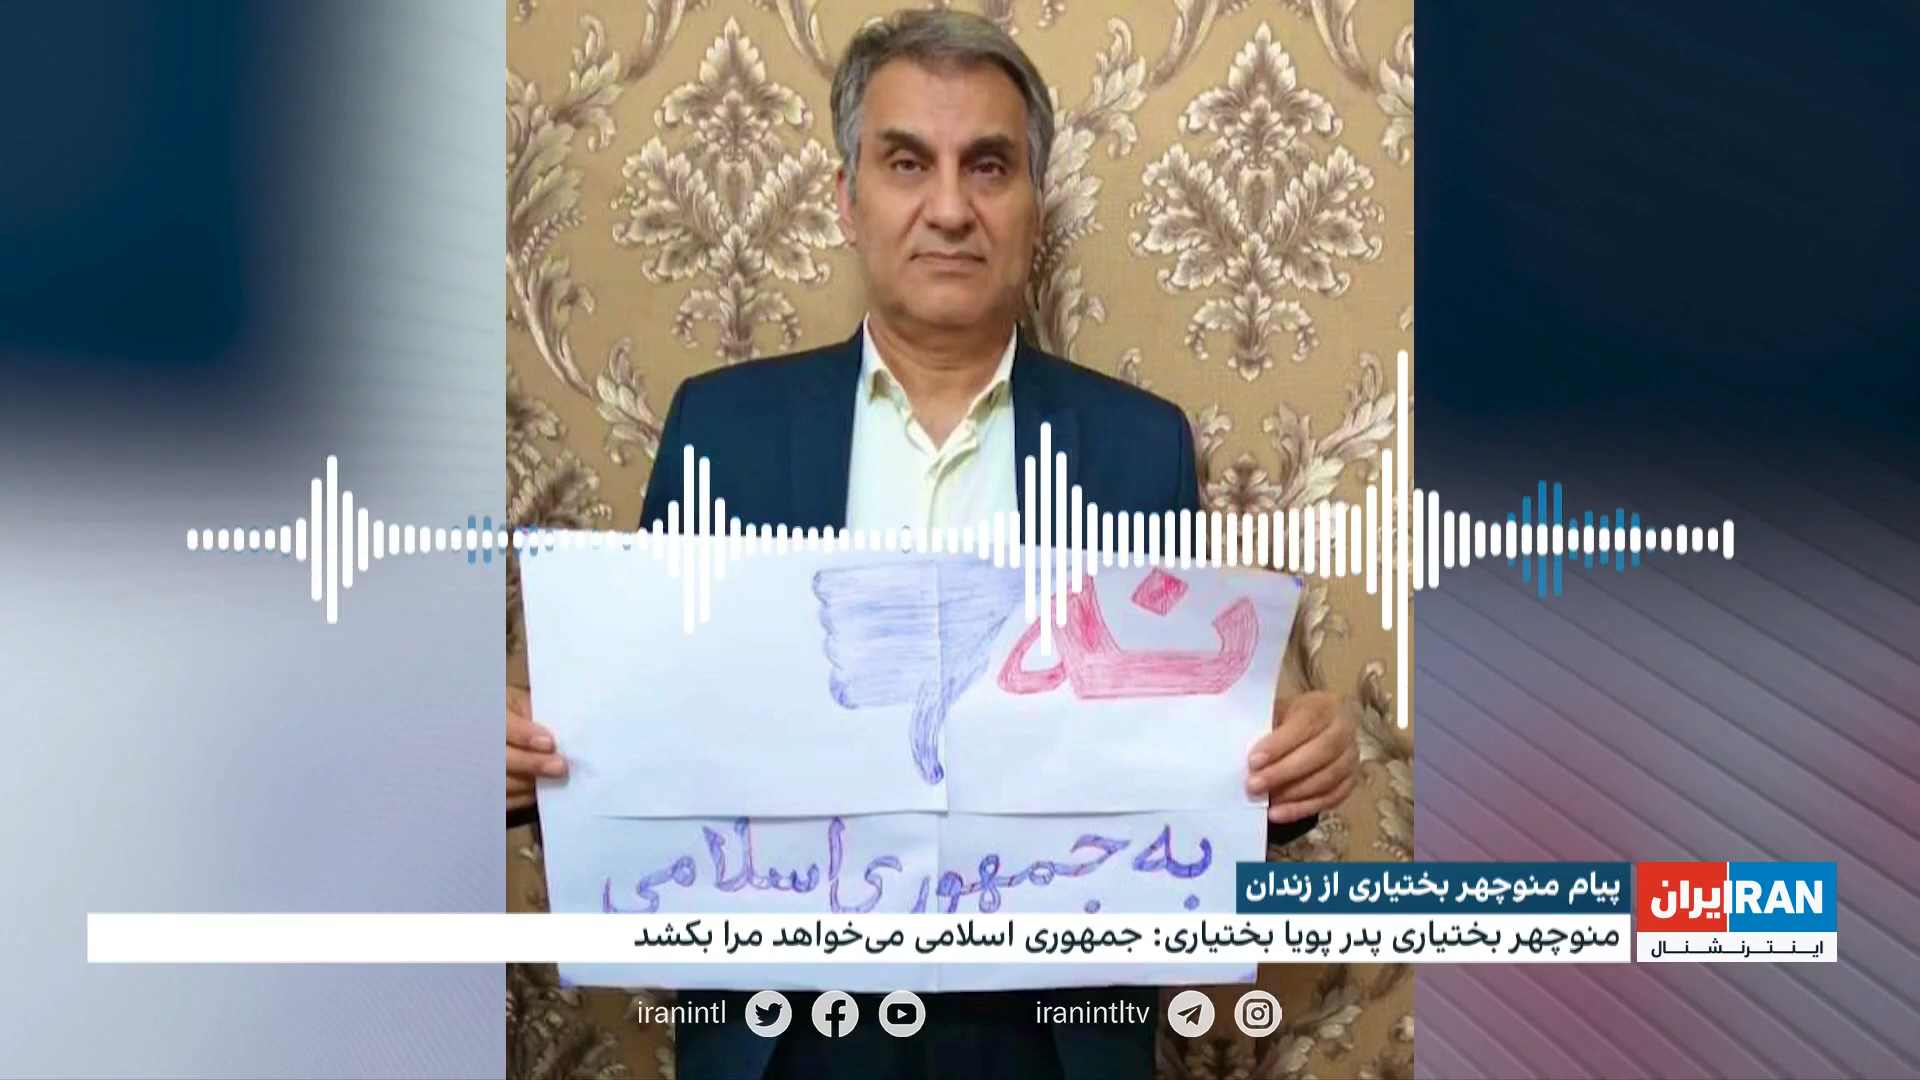 نه
به جمهوری اسلامی
پیام منوچهر بختیاری از زندان
منوچهر بختیاری پدر پویا بختیاری: جمهوری اسلامی می‌خواهد مرا بکشد
ایران IRAN
اینترنشنال
iranintl
iranintltv